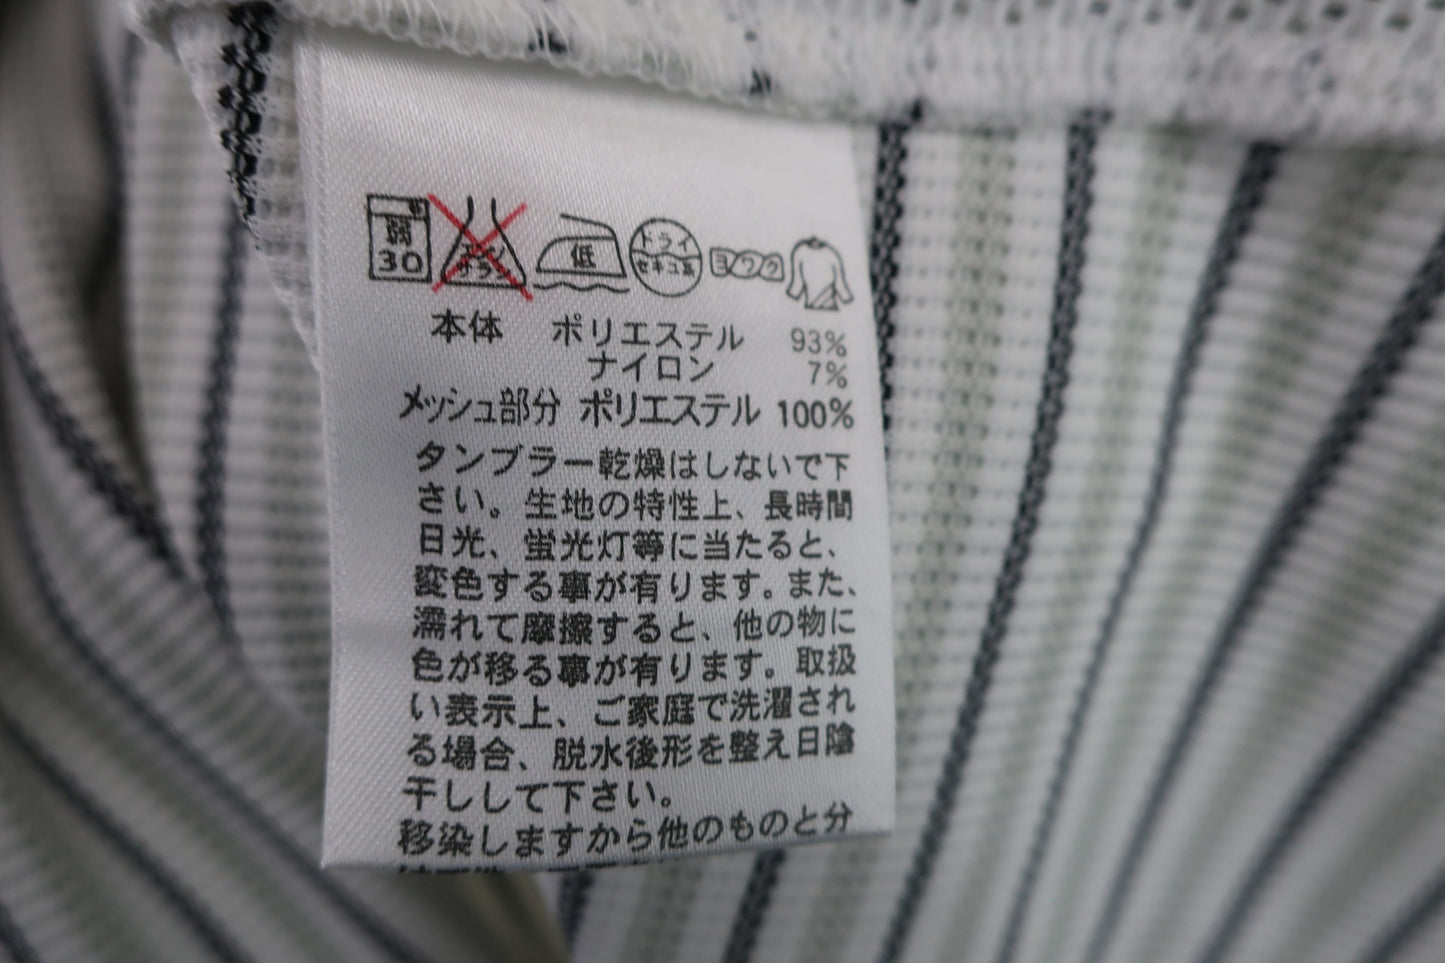 弱
30
エンソサラシ
低
ドライ
セキユ系
ヨワク
本体 ポリエステル 93%
ナイロン 7%
メッシュ部分 ポリエステル 100%
タンブラー乾燥はしないで下
さい。生地の特性上、長時間
日光、蛍光灯等に当たると、
変色する事が有ります。また、
濡れて摩擦すると、他の物に
色が移る事が有ります。取扱
い表示上、ご家庭で洗濯され
る場合、脱水後形を整え日陰
干しして下さい。
移染しますから他のものと分